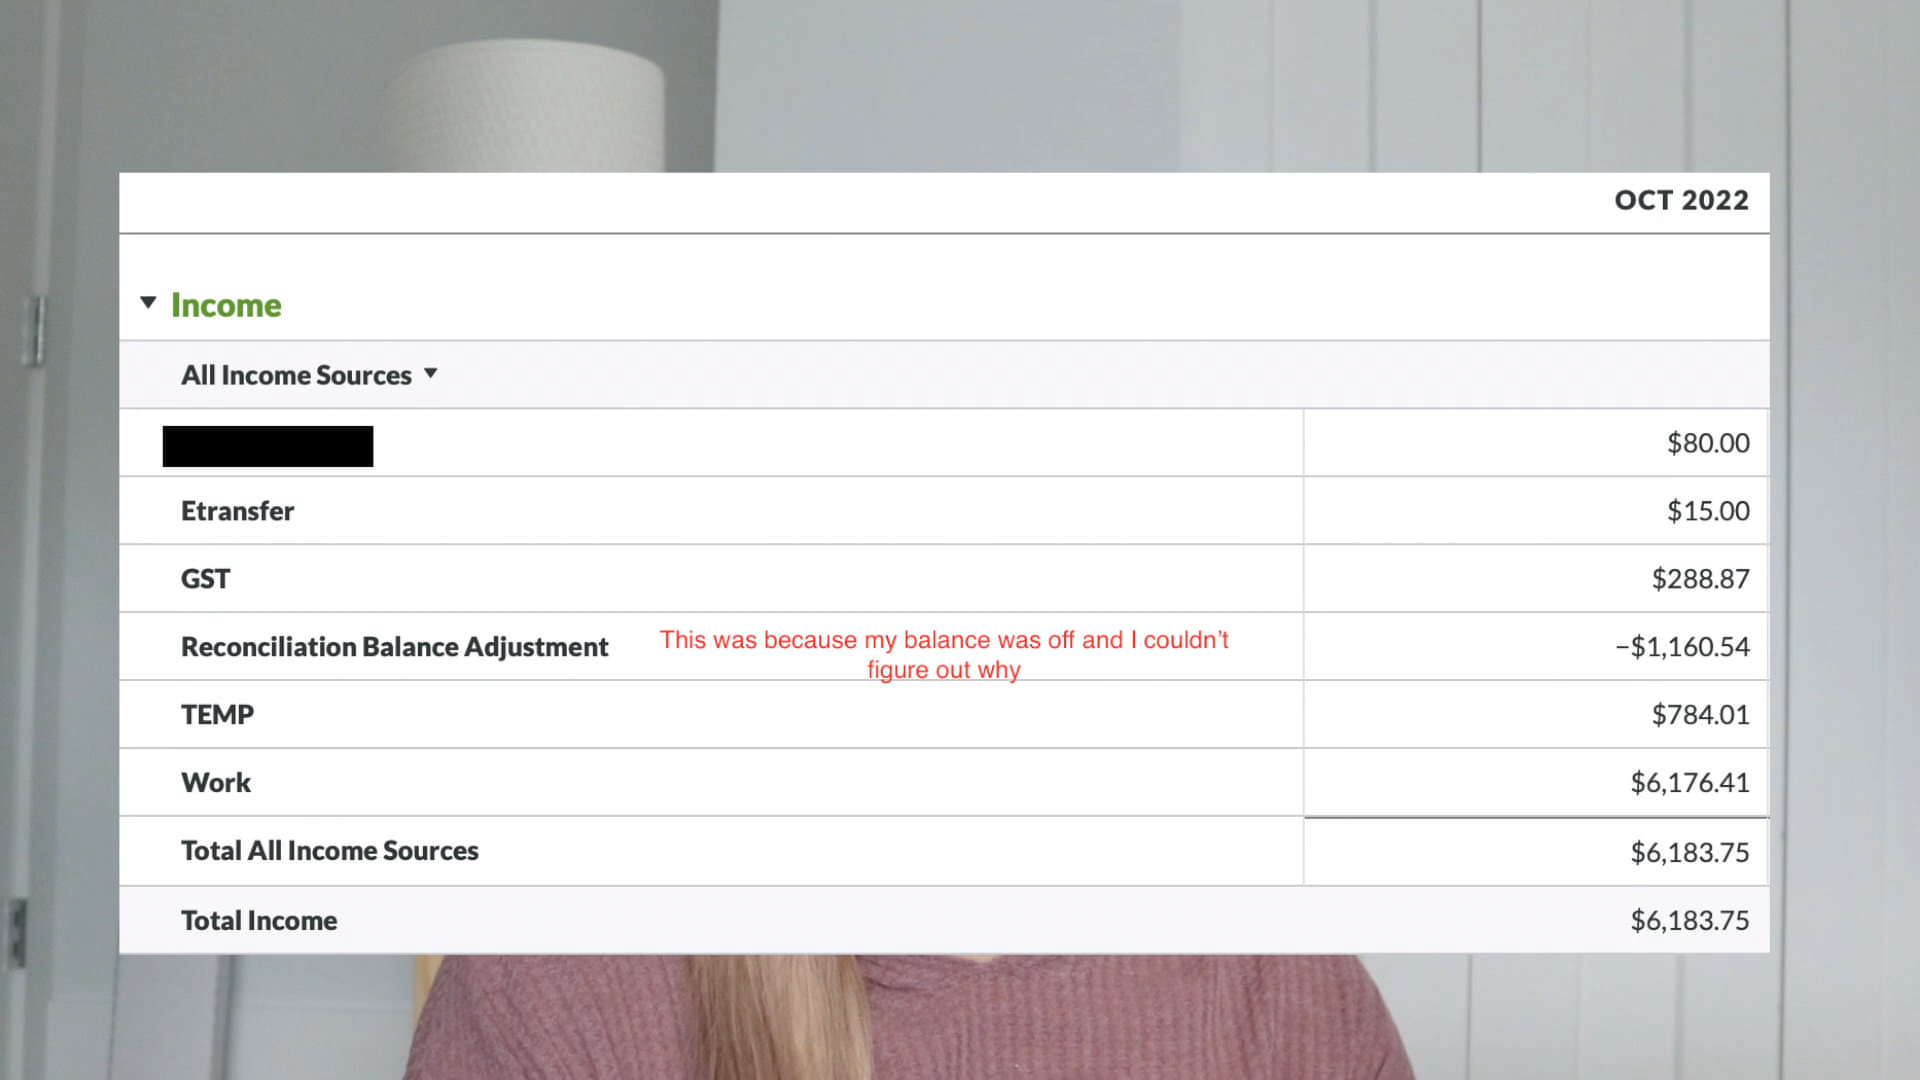 OCT 2022
Income
All Income Sources
$80.00
Etransfer $15.00
GST $288.87
Reconciliation Balance Adjustment This was because my balance was off and I couldn't −$1,160.54
figure out why
TEMP $784.01
Work $6,176.41
Total All Income Sources $6,183.75
Total Income $6,183.75